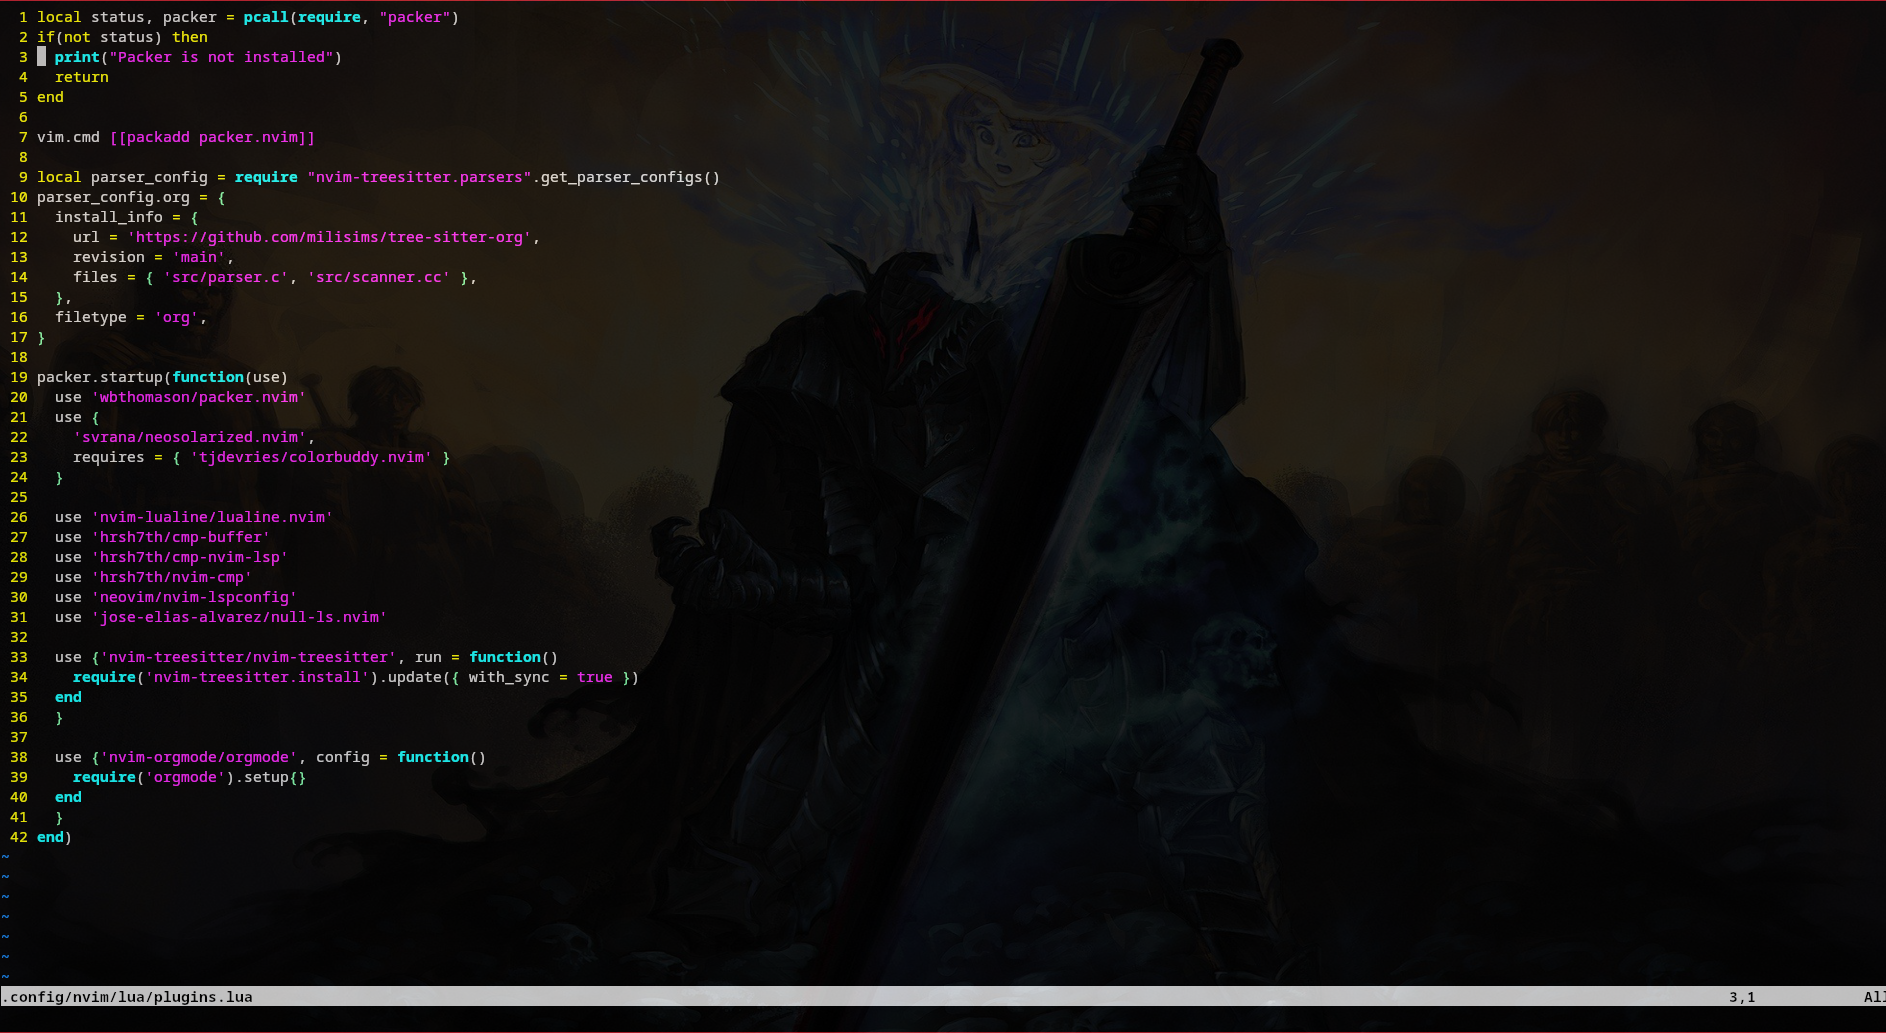 1 local status, packer = pcall(require, "packer")
2 if(not status) then
3   print("Packer is not installed")
4   return
5 end
6
7 vim.cmd [[packadd packer.nvim]]
8
9 local parser_config = require "nvim-treesitter.parsers".get_parser_configs()
10 parser_config.org = {
11   install_info = {
12     url = 'https://github.com/milisims/tree-sitter-org',
13     revision = 'main',
14     files = { 'src/parser.c', 'src/scanner.cc' },
15   },
16   filetype = 'org',
17 }
18
19 packer.startup(function(use)
20   use 'wbthomason/packer.nvim'
21   use {
22     'svrana/neosolarized.nvim',
23     requires = { 'tjdevries/colorbuddy.nvim' }
24   }
25
26   use 'nvim-lualine/lualine.nvim'
27   use 'hrsh7th/cmp-buffer'
28   use 'hrsh7th/cmp-nvim-lsp'
29   use 'hrsh7th/nvim-cmp'
30   use 'neovim/nvim-lspconfig'
31   use 'jose-elias-alvarez/null-ls.nvim'
32
33   use {'nvim-treesitter/nvim-treesitter', run = function()
34     require('nvim-treesitter.install').update({ with_sync = true })
35   end
36   }
37
38   use {'nvim-orgmode/orgmode', config = function()
39     require('orgmode').setup{}
40   end
41   }
42 end)
~
~
~
~
~
~
~
.config/nvim/lua/plugins.lua 3,1 All